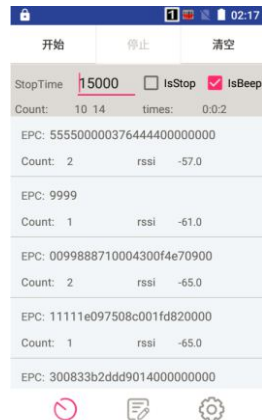 1 02:17
开始 停止 清空
StopTime 15000 IsStop IsBeep
Count: 10 14 times: 0:0:2
EPC: 555500000376444400000000
Count: 2 rssi -57.0
EPC: 9999
Count: 1 rssi -61.0
EPC: 0099888710004300f4e70900
Count: 2 rssi -65.0
EPC: 11111e097508c001fd820000
Count: 1 rssi -65.0
EPC: 300833b2ddd9014000000000